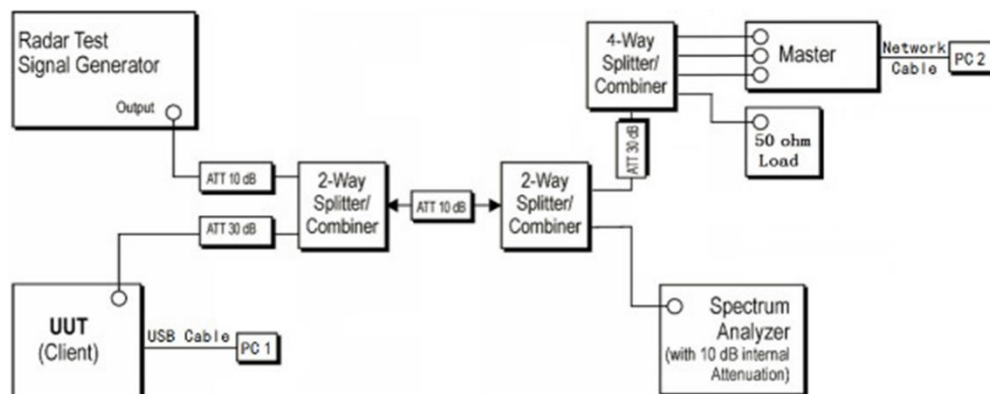 Radar Test
Signal Generator
Output
ATT 10 dB
2-Way
Splitter/
Combiner
ATT 30 dB
UUT
(Client)
USB Cable
PC 1
ATT 10 dB
2-Way
Splitter/
Combiner
ATT 30 dB
4-Way
Splitter/
Combiner
Master
Network
Cable
PC 2
50 ohm
Load
Spectrum
Analyzer
(with 10 dB internal
Attenuation)